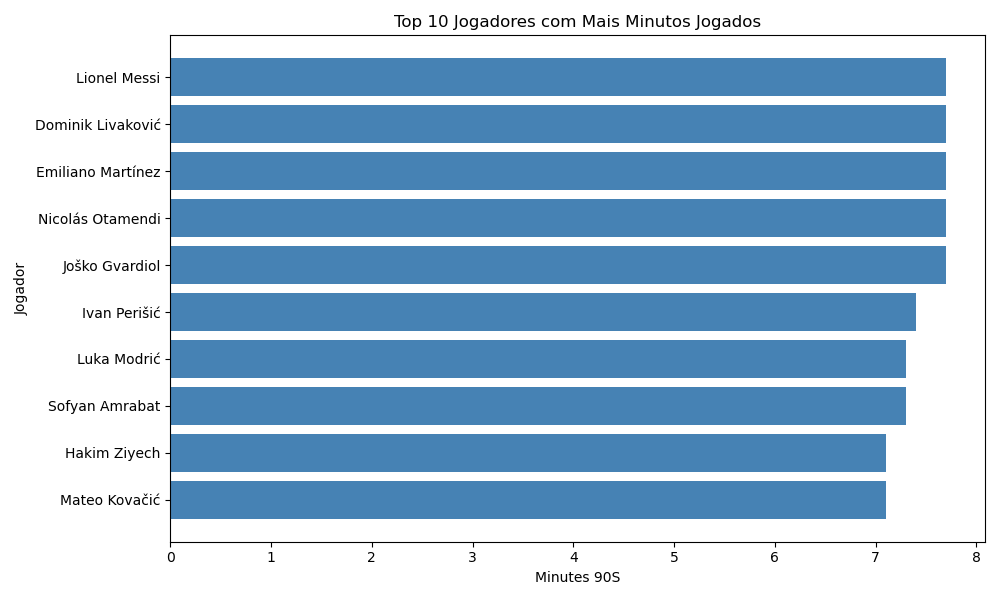 Top 10 Jogadores com Mais Minutos Jogados
Jogador
Lionel Messi
Dominik Livaković
Emiliano Martínez
Nicolás Otamendi
Joško Gvardiol
Ivan Perišić
Luka Modrić
Sofyan Amrabat
Hakim Ziyech
Mateo Kovačić
0 1 2 3 4 5 6 7 8
Minutes 90S